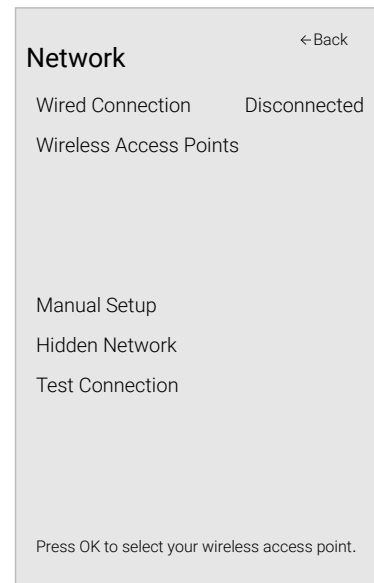 ←Back
Network
Wired Connection Disconnected
Wireless Access Points
Manual Setup
Hidden Network
Test Connection
Press OK to select your wireless access point.